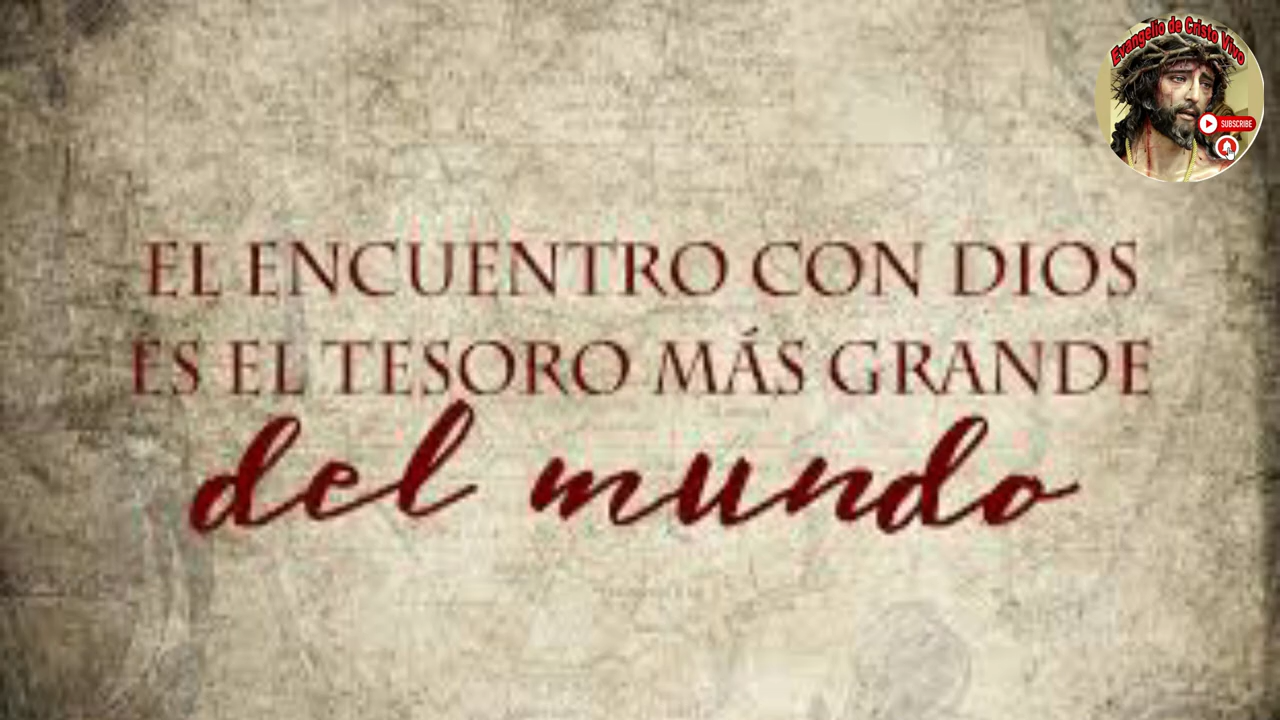 Evangelio de Cristo Vivo
SUBSCRIBE
EL ENCUENTRO CON DIOS
ES EL TESORO MÁS GRANDE
del mundo